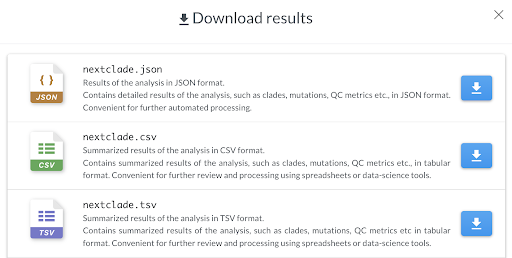 Download results
nextclade.json
Results of the analysis in JSON format.
Contains detailed results of the analysis, such as clades, mutations, QC metrics etc., in JSON format.
Convenient for further automated processing.
{ }
JSON
nextclade.csv
Summarized results of the analysis in CSV format.
Contains summarized results of the analysis, such as clades, mutations, QC metrics etc., in tabular
format. Convenient for further review and processing using spreadsheets or data-science tools.
CSV
nextclade.tsv
Summarized results of the analysis in TSV format.
Contains summarized results of the analysis, such as clades, mutations, QC metrics etc in tabular
format. Convenient for further review and processing using spreadsheets or data-science tools.
TSV